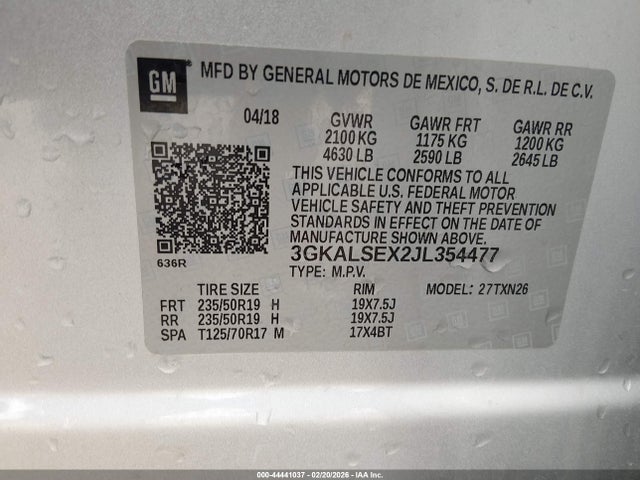 GM
MFD BY GENERAL MOTORS DE MEXICO, S. DE R.L. DE C.V.
04/18 GVWR GAWR FRT GAWR RR
2100 KG 1175 KG 1200 KG
4630 LB 2590 LB 2645 LB
THIS VEHICLE CONFORMS TO ALL
APPLICABLE U.S. FEDERAL MOTOR
VEHICLE SAFETY AND THEFT PREVENTION
STANDARDS IN EFFECT ON THE DATE OF
MANUFACTURE SHOWN ABOVE.
636R 3GKALSEX2JL354477
TYPE: M.P.V.
TIRE SIZE RIM MODEL: 27TXN26
FRT 235/50R19 H 19X7.5J
RR 235/50R19 H 19X7.5J
SPA T125/70R17 M 17X4BT
000-44441037 - 02/20/2026 - Copyright IAA, Inc.